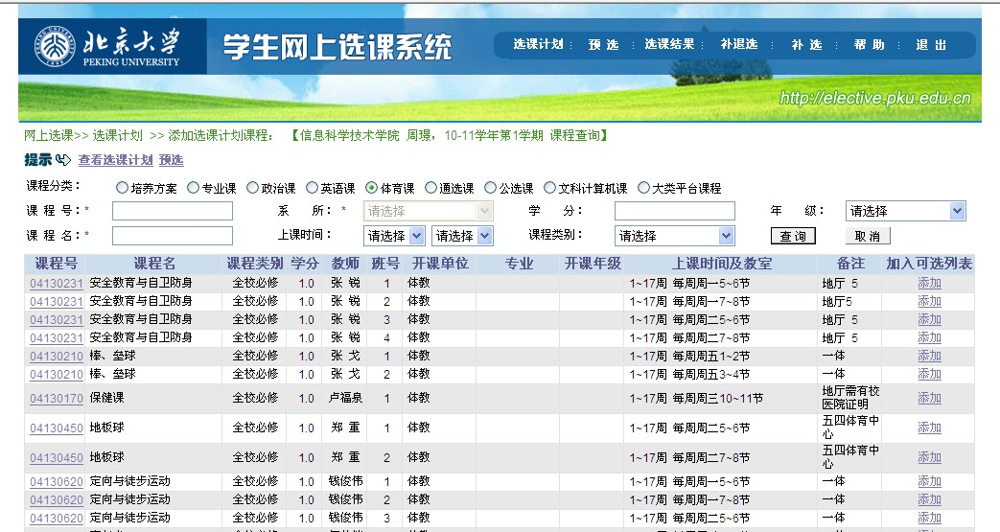 北京大学
PEKING UNIVERSITY
学生网上选课系统
选课计划 : 预 选 : 选课结果 : 补退选 : 补 选 : 帮 助 : 退 出
http://elective.pku.edu.cn
网上选课>> 选课计划 >> 添加选课计划课程: 【信息科学技术学院 周璟,10-11学年第1学期 课程查询】
提示 查看选课计划 预选
课程分类: 培养方案 专业课 政治课 英语课 体育课 通选课 公选课 文科计算机课 大类平台课程
课 程 号:* 系 所: * 请选择 学 分: 年 级: 请选择
课 程 名:* 上课时间: 请选择 请选择 课程类别: 请选择 查 询 取 消
课程号 课程名 课程类别 学分 教师 班号 开课单位 专业 开课年级 上课时间及教室 备注 加入可选列表
04130231 安全教育与自卫防身 全校必修 1.0 张 锐 1 体教 1~17周 每周周一5~6节 地厅 5 添加
04130231 安全教育与自卫防身 全校必修 1.0 张 锐 2 体教 1~17周 每周周一7~8节 地厅5 添加
04130231 安全教育与自卫防身 全校必修 1.0 张 锐 3 体教 1~17周 每周周二5~6节 地厅 5 添加
04130231 安全教育与自卫防身 全校必修 1.0 张 锐 4 体教 1~17周 每周周二7~8节 地厅 5 添加
04130210 棒、垒球 全校必修 1.0 张 戈 1 体教 1~17周 每周周五1~2节 一体 添加
04130210 棒、垒球 全校必修 1.0 张 戈 2 体教 1~17周 每周周五3~4节 一体 添加
04130170 保健课 全校必修 1.0 卢福泉 1 体教 1~17周 每周周三10~11节 地厅需有校医院证明 添加
04130450 地板球 全校必修 1.0 郑 重 1 体教 1~17周 每周周二5~6节 五四体育中心 添加
04130450 地板球 全校必修 1.0 郑 重 2 体教 1~17周 每周周二7~8节 五四体育中心 添加
04130620 定向与徒步运动 全校必修 1.0 钱俊伟 1 体教 1~17周 每周周一5~6节 一体 添加
04130620 定向与徒步运动 全校必修 1.0 钱俊伟 2 体教 1~17周 每周周一7~8节 一体 添加
04130620 定向与徒步运动 全校必修 1.0 钱俊伟 3 体教 1~17周 每周周二5~6节 一体 添加